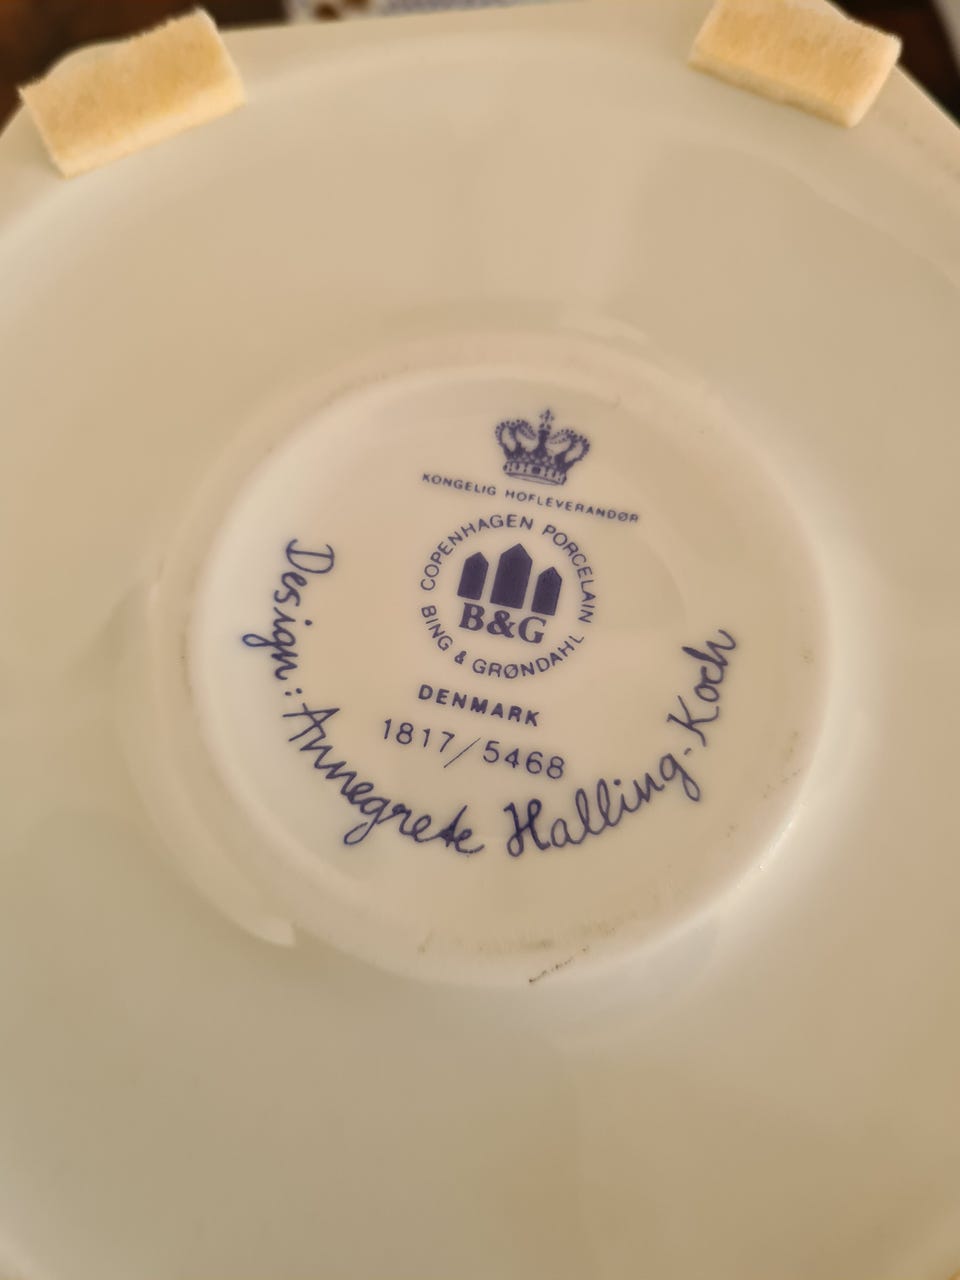 KONGELIG HOFLEVERANDØR
COPENHAGEN PORCELAIN
B&G
BING & GRØNDAHL
DENMARK
1817/5468
Design: Annegrete Halling-Koch